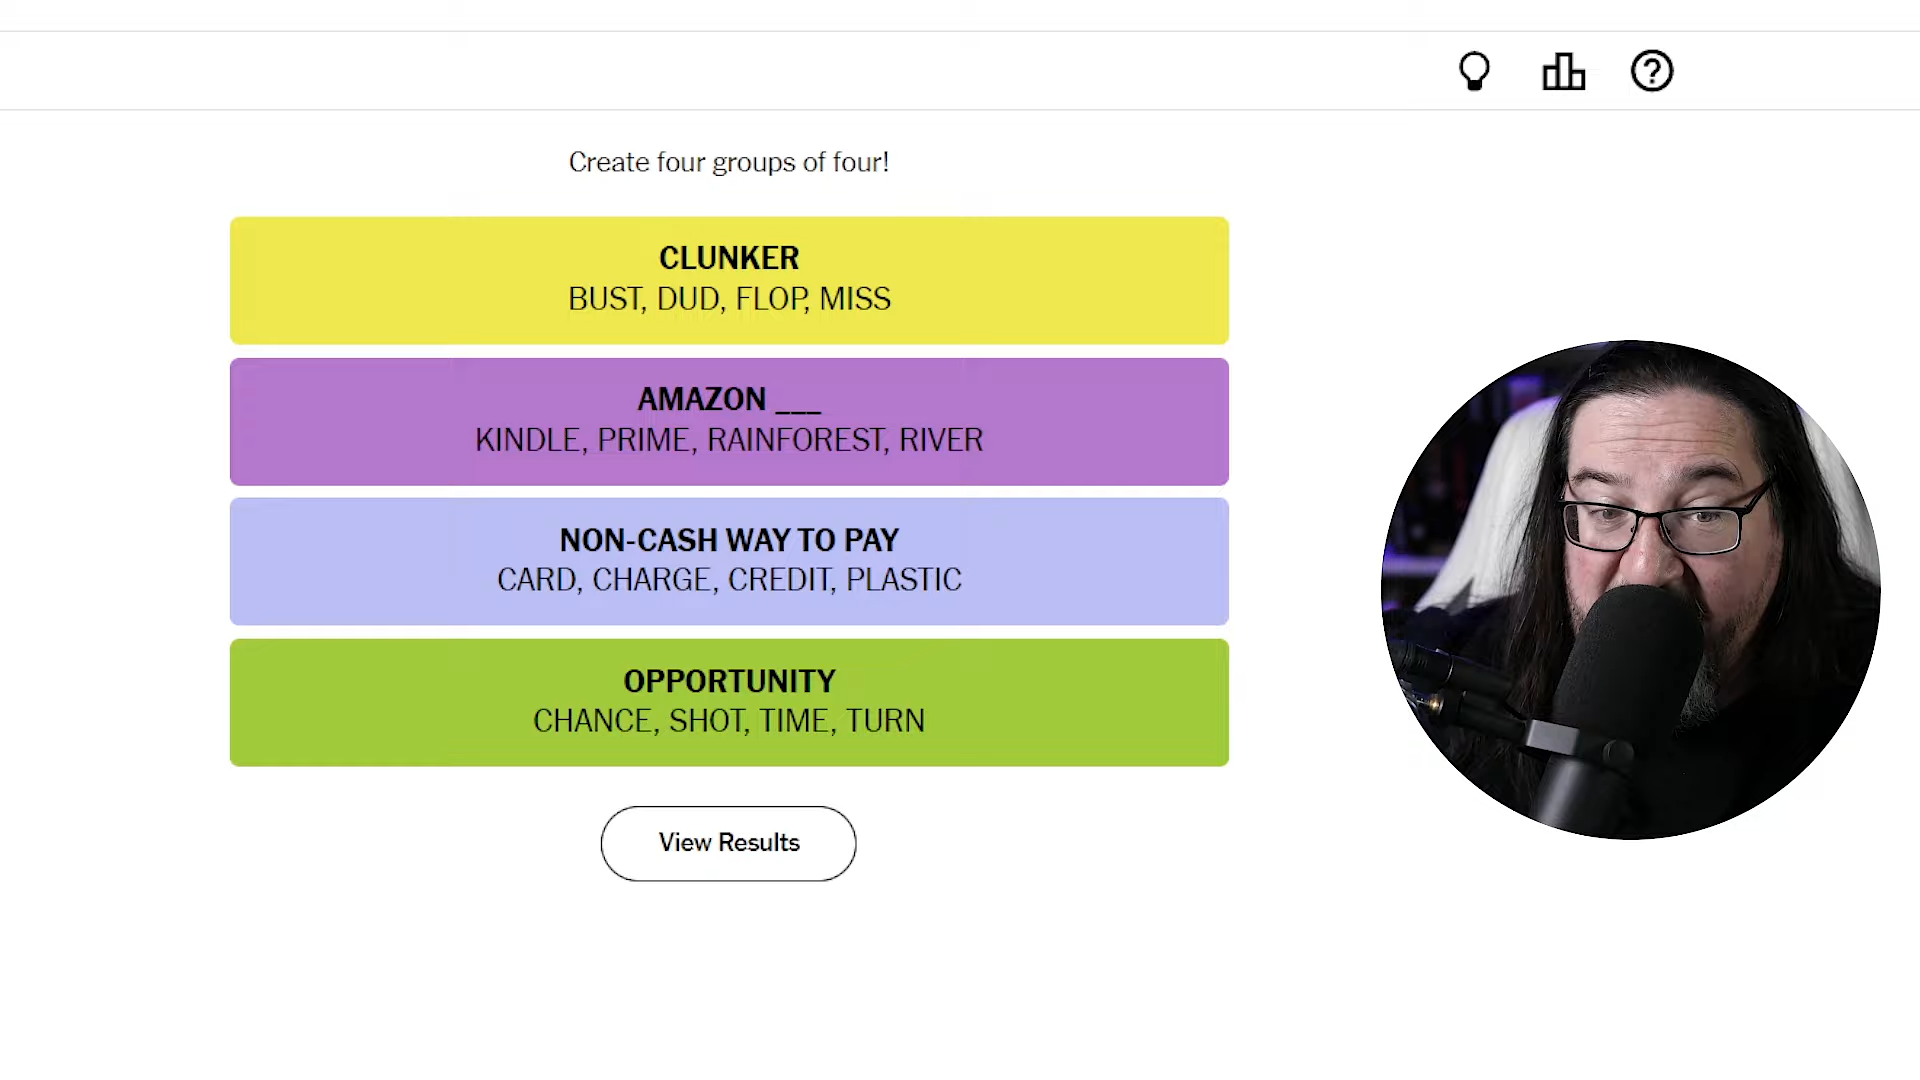 Create four groups of four!
CLUNKER
BUST, DUD, FLOP, MISS
AMAZON ___
KINDLE, PRIME, RAINFOREST, RIVER
NON-CASH WAY TO PAY
CARD, CHARGE, CREDIT, PLASTIC
OPPORTUNITY
CHANCE, SHOT, TIME, TURN
View Results